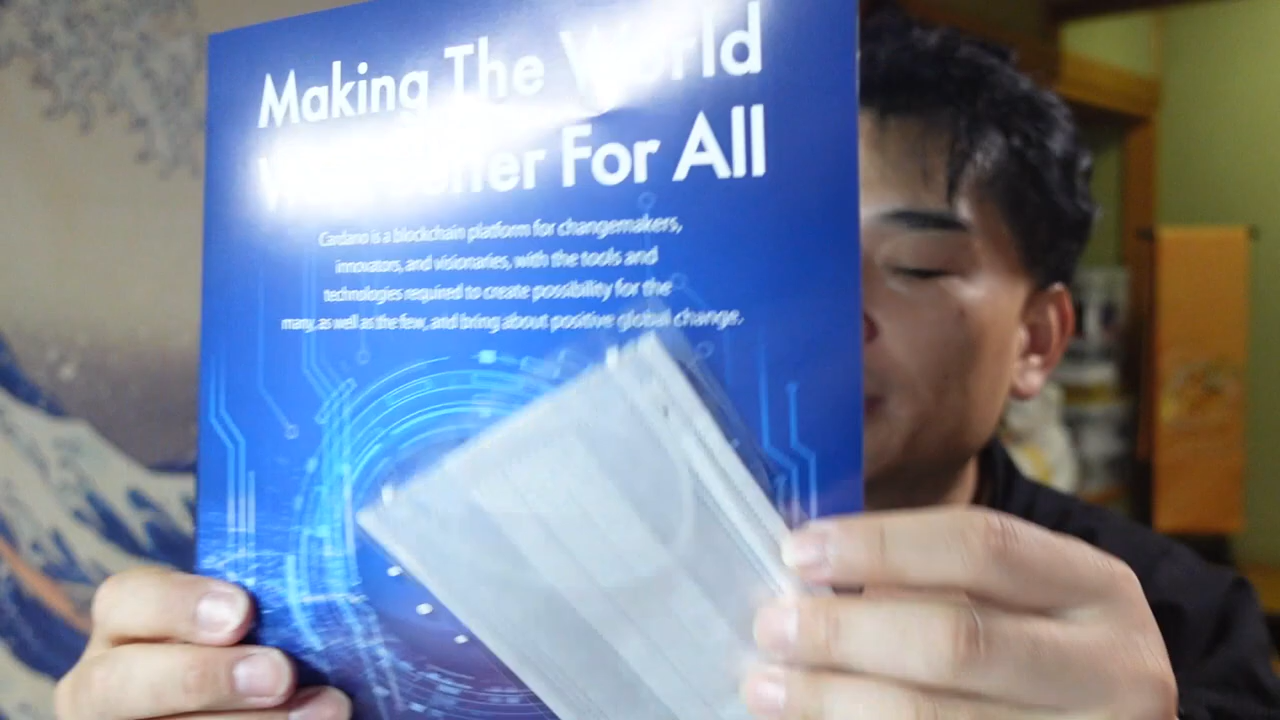 Making The World
For All
Cardano is a blockchain platform for changemakers,
innovators, and visionaries, with the tools and
technologies required to create possibility for the
many, as well as the few, and bring about positive global change.